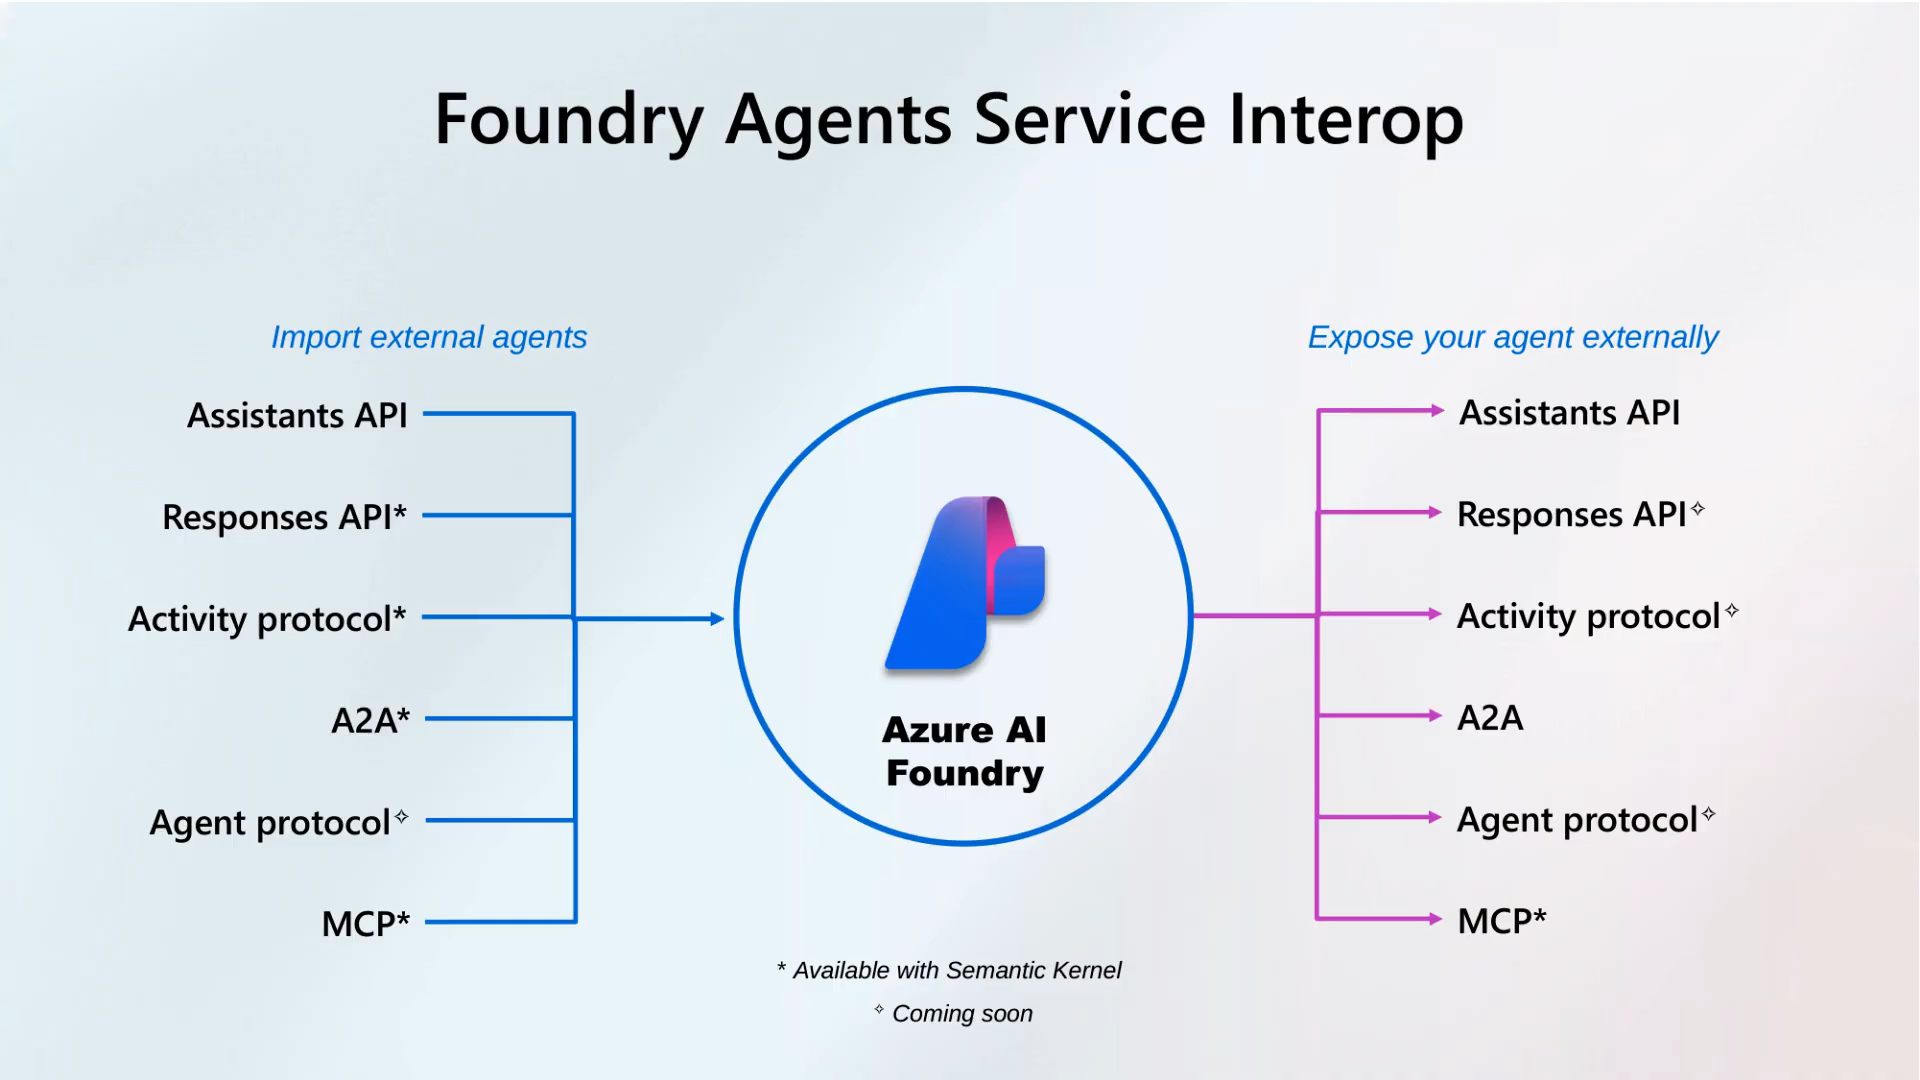 Foundry Agents Service Interop
Import external agents
Assistants API
Responses API*
Activity protocol*
A2A*
Agent protocol✧
MCP*
Azure AI
Foundry
Expose your agent externally
Assistants API
Responses API✧
Activity protocol✧
A2A
Agent protocol✧
MCP*
* Available with Semantic Kernel
✧ Coming soon